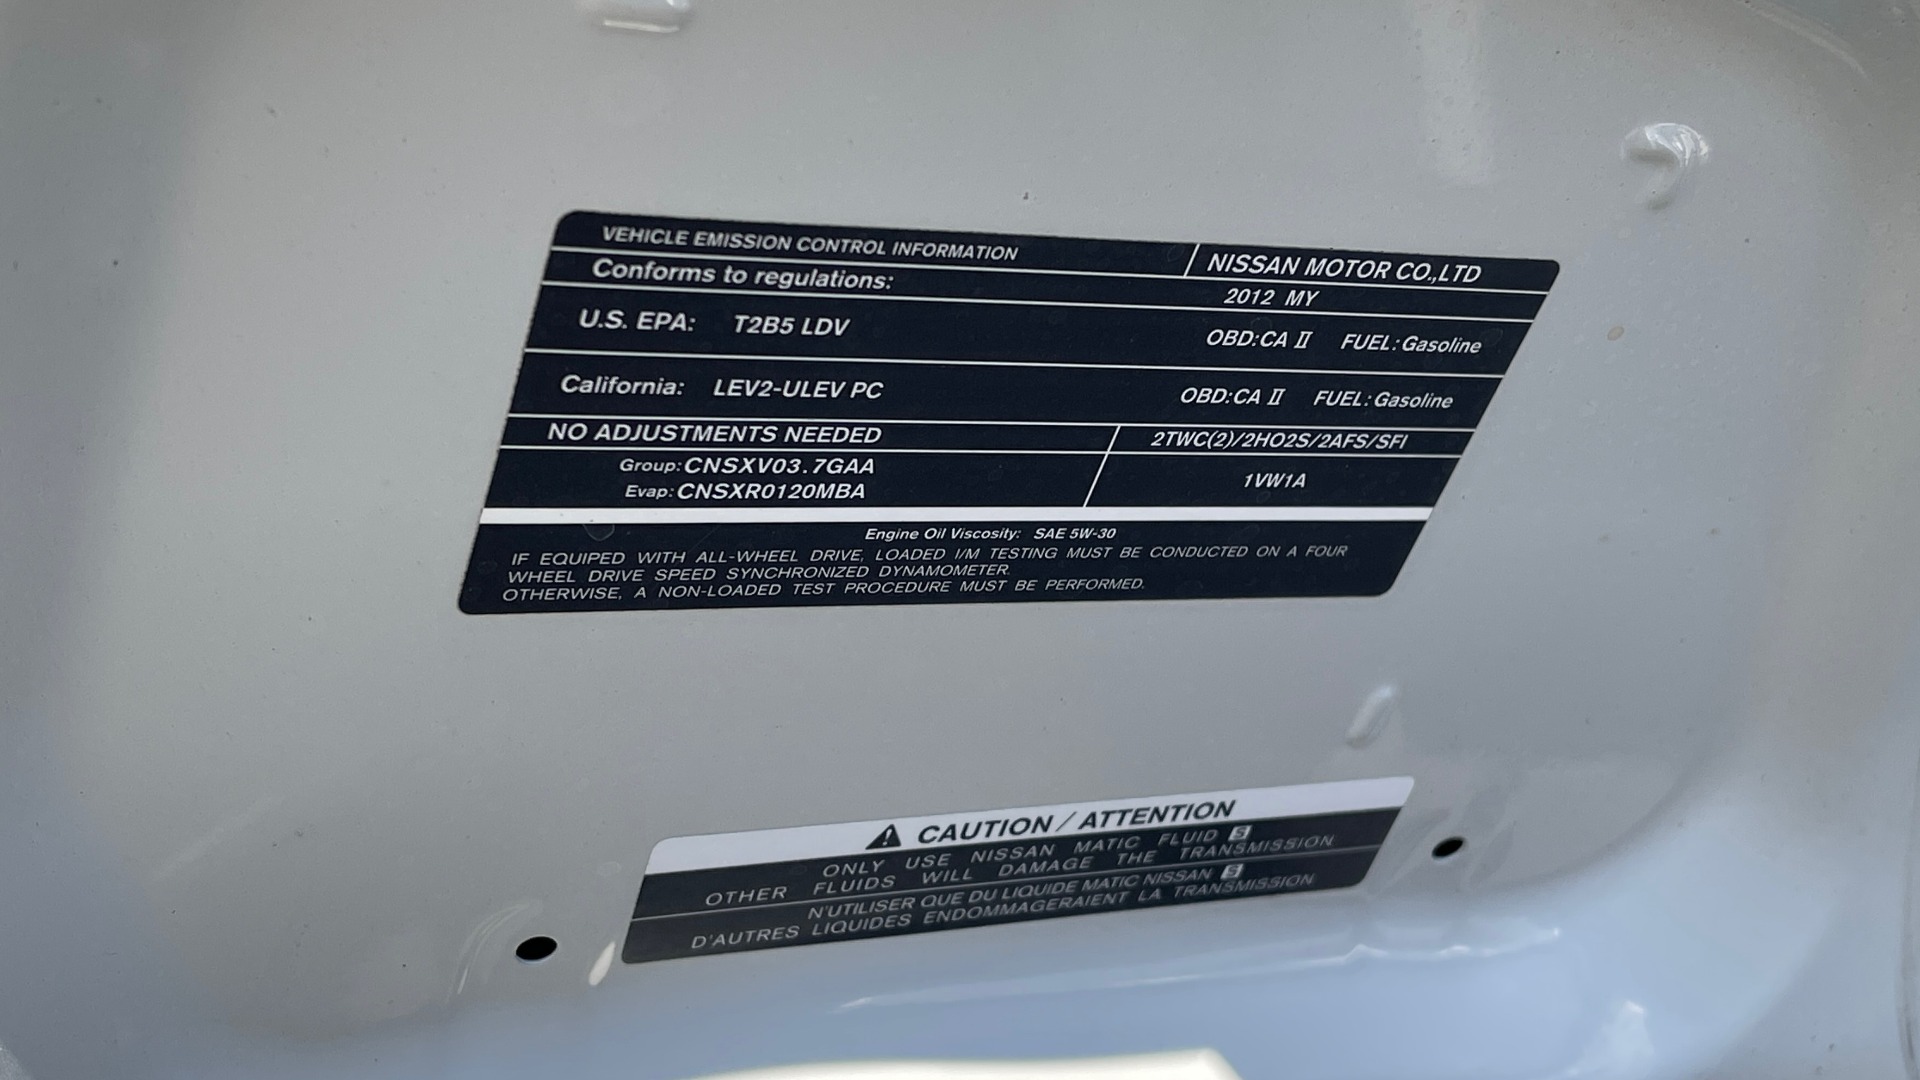 VEHICLE EMISSION CONTROL INFORMATION NISSAN MOTOR CO.,LTD
Conforms to regulations: 2012 MY
U.S. EPA: T2B5 LDV OBD:CA II FUEL:Gasoline
California: LEV2-ULEV PC OBD:CA II FUEL:Gasoline
NO ADJUSTMENTS NEEDED 2TWC(2)/2HO2S/2AFS/SFI
Group:CNSXV03.7GAA
1VW1A
Evap:CNSXR0120MBA
Engine Oil Viscosity: SAE 5W-30
IF EQUIPED WITH ALL-WHEEL DRIVE, LOADED I/M TESTING MUST BE CONDUCTED ON A FOUR
WHEEL DRIVE SPEED SYNCHRONIZED DYNAMOMETER.
OTHERWISE, A NON-LOADED TEST PROCEDURE MUST BE PERFORMED.
CAUTION / ATTENTION
ONLY USE NISSAN MATIC FLUID S
OTHER FLUIDS WILL DAMAGE THE TRANSMISSION
N'UTILISER QUE DU LIQUIDE MATIC NISSAN S
D'AUTRES LIQUIDES ENDOMMAGERAIENT LA TRANSMISSION